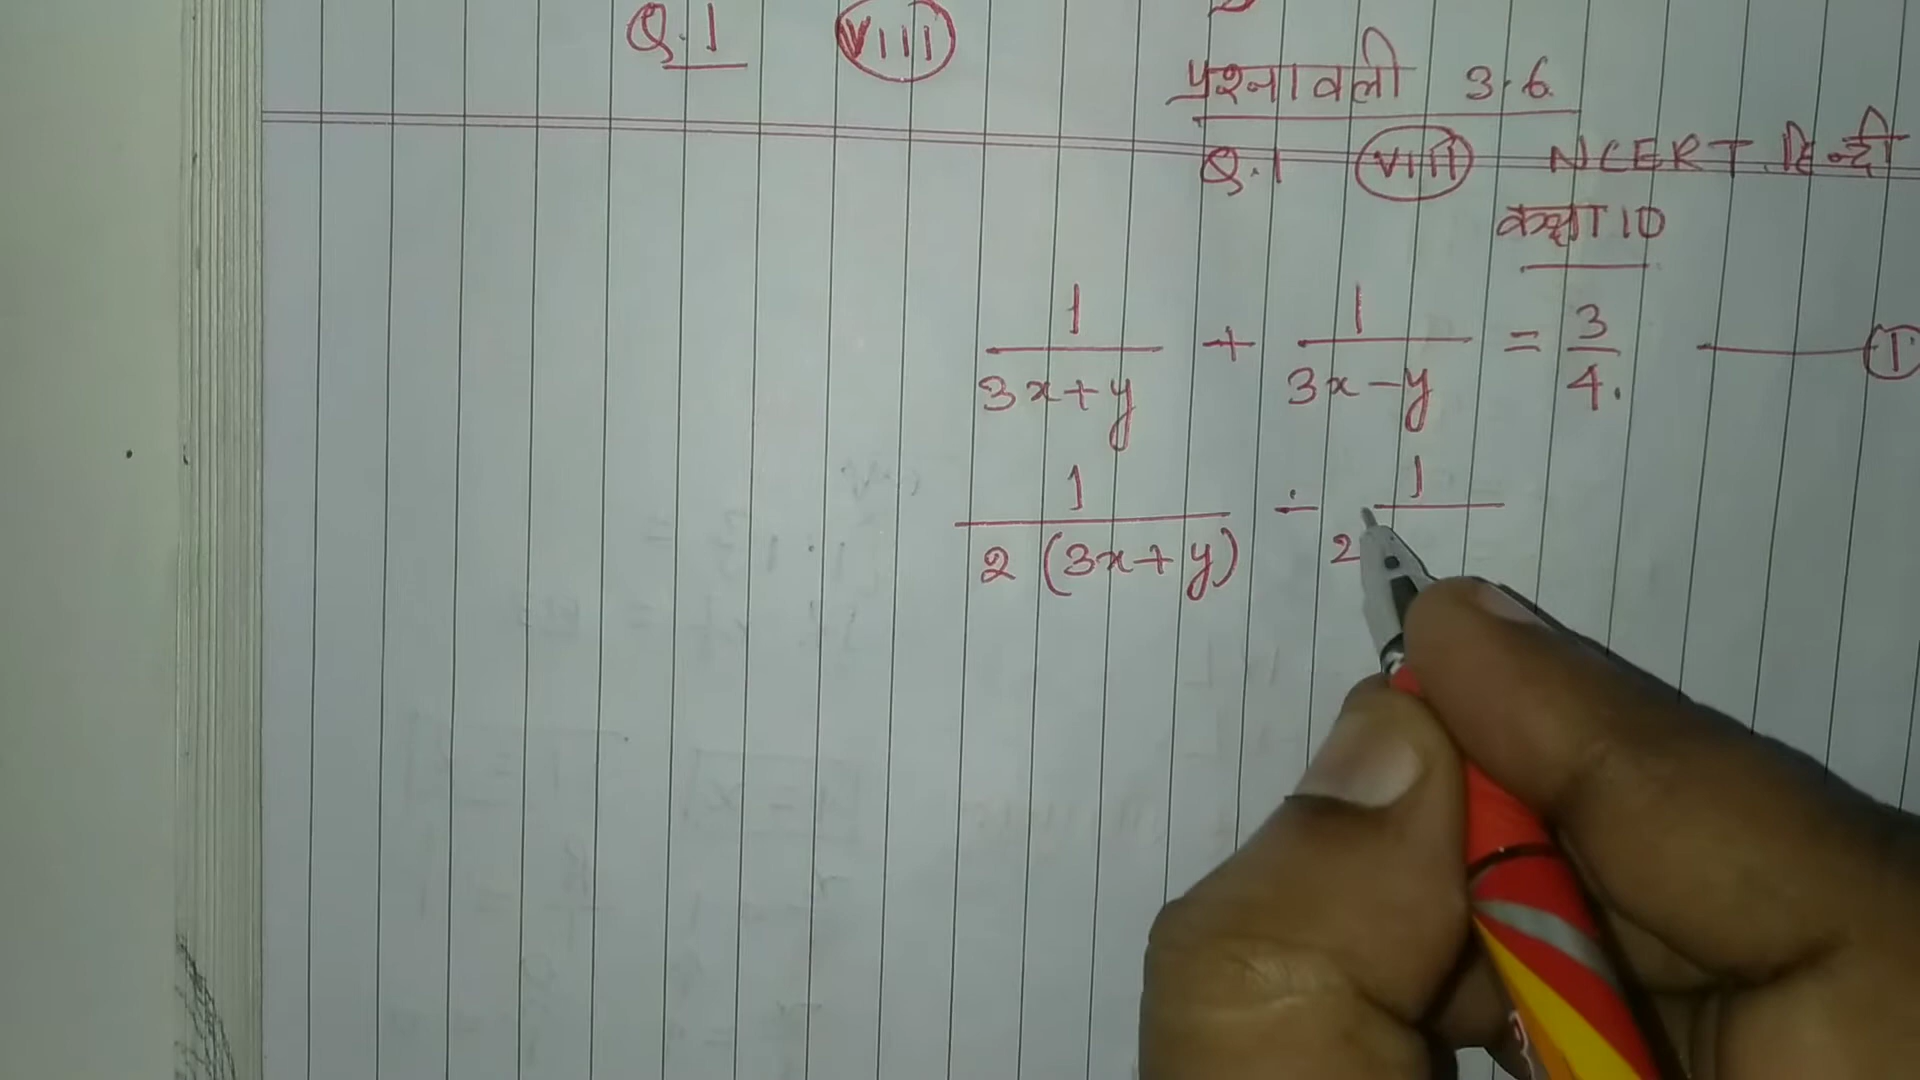 Q.1 VIII
प्रश्नावली 3.6
Q.1 VIII NCERT हिन्दी
कक्षा 10
1/(3x+y) + 1/(3x-y) = 3/4. ——— 1
1/(2(3x+y)) - 1/2